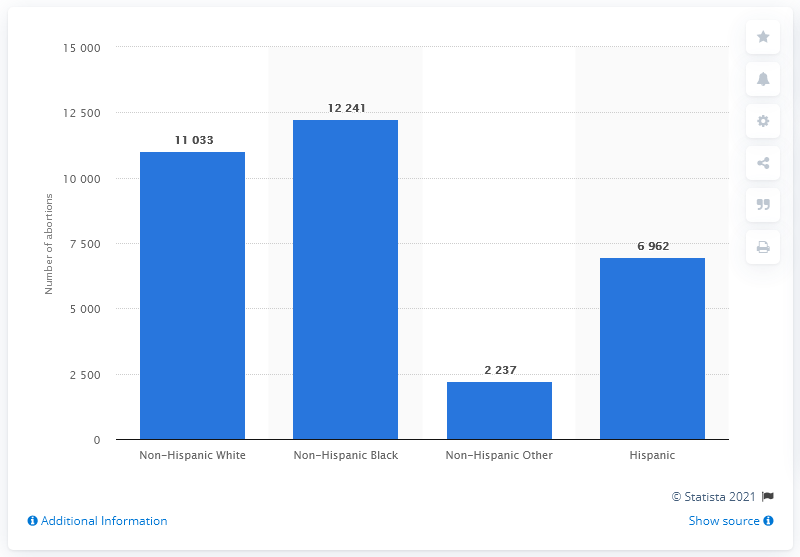 15 000
12 500
10 000
7 500
5 000
2 500
0
Number of abortions
11 033
12 241
2 237
6 962
Non-Hispanic White
Non-Hispanic Black
Non-Hispanic Other
Hispanic
© Statista 2021
Additional Information
Show source